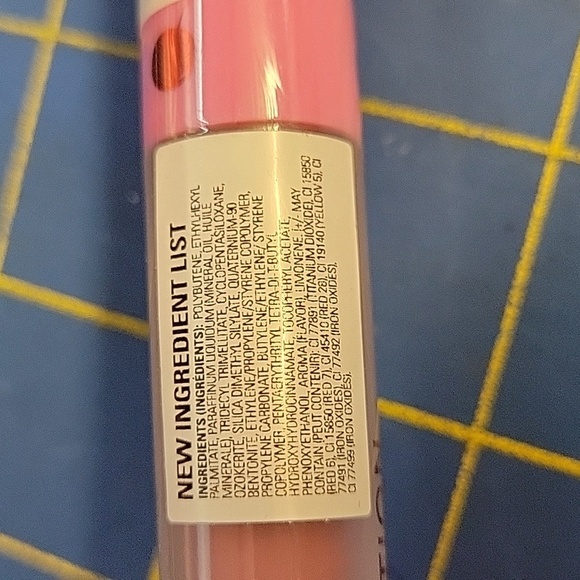 NEW INGREDIENT LIST
INGREDIENTS (INGREDIENTS): POLYBUTENE, ETHYLHEXYL
PALMITATE, PARAFFINUM LIQUIDUM (MINERAL OIL, HUILE
MINERALE), TRIDECYL TRIMELLITATE, CYCLOPENTASILOXANE,
OZOKERITE, SILICA DIMETHYL SILYLATE, QUATERNIUM-90
BENTONITE, ETHYLENE/PROPYLENE/STYRENE COPOLYMER,
PROPYLENE CARBONATE, BUTYLENE/ETHYLENE/STYRENE
COPOLYMER, PENTAERYTHRITYL TETRA-DI-T-BUTYL
HYDROXYHYDROCINNAMATE, TOCOPHERYL ACETATE,
PHENOXYETHANOL, AROMA (FLAVOR), LIMONENE, [+/- MAY
CONTAIN (PEUT CONTENIR): CI 77891 (TITANIUM DIOXIDE), CI 15850
(RED 6), CI 15850 (RED 7), CI 45410 (RED 28), CI 19140 (YELLOW 5), CI
77491 (IRON OXIDES), CI 77492 (IRON OXIDES),
CI 77499 (IRON OXIDES).